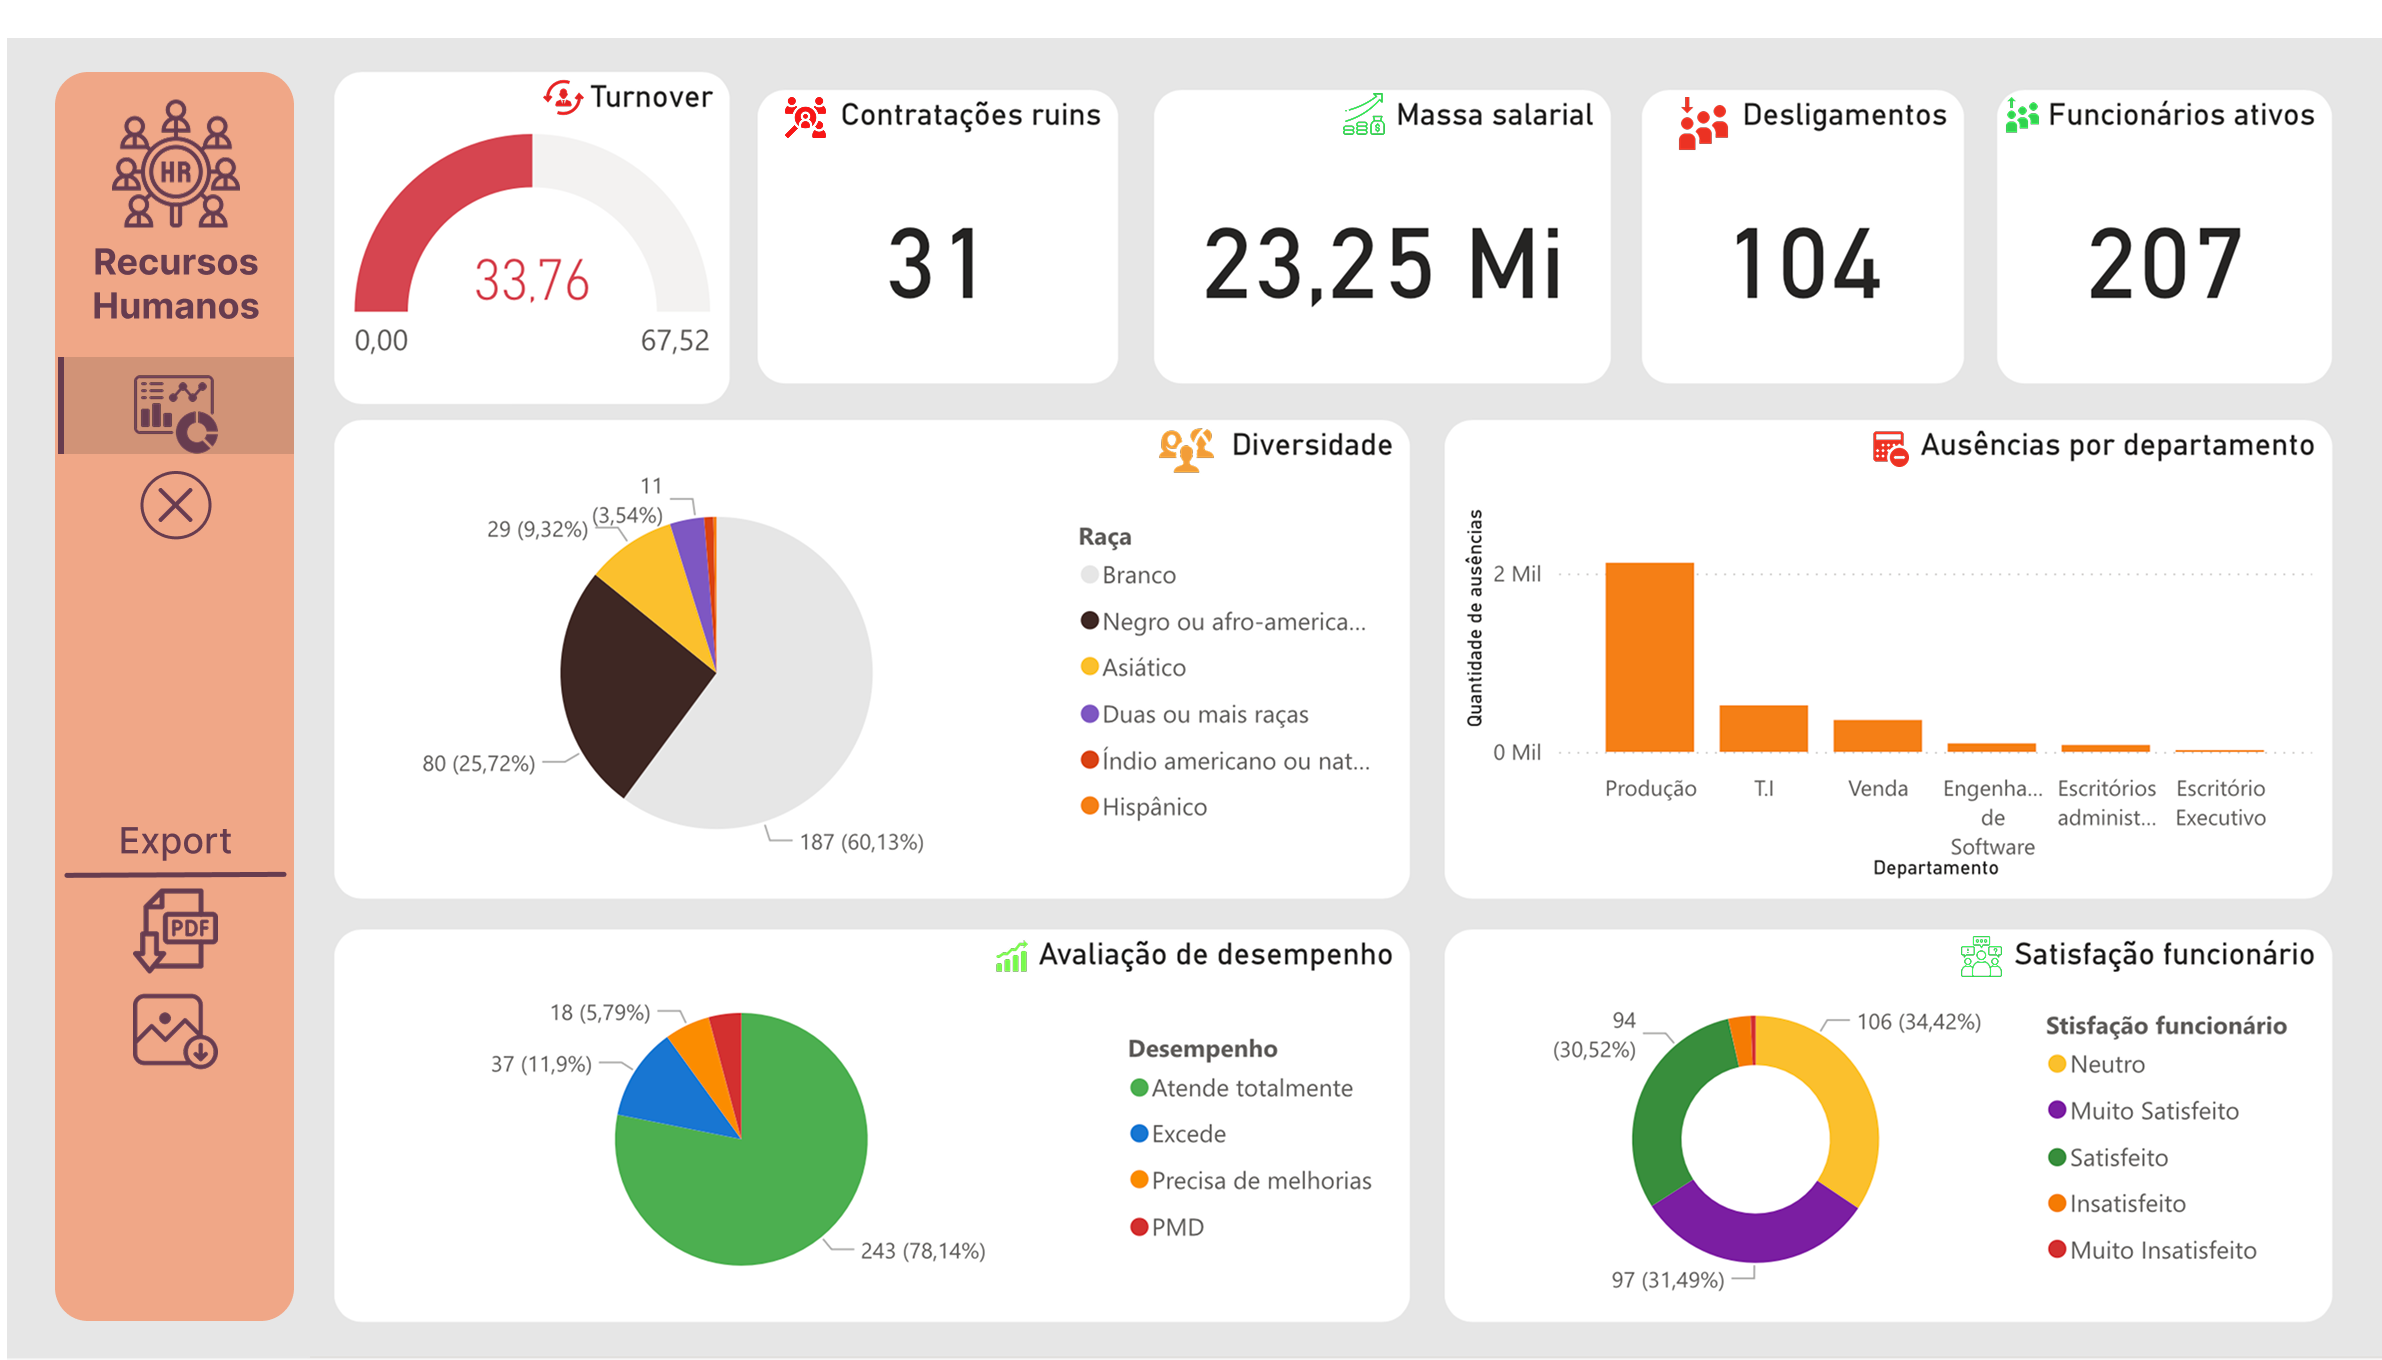 HR
Recursos
Humanos
Export
PDF
Turnover
33,76
0,00
67,52
Contratações ruins
31
Massa salarial
23,25 Mi
Desligamentos
104
Funcionários ativos
207
Diversidade
11
(3,54%)
29 (9,32%)
80 (25,72%)
187 (60,13%)
Raça
Branco
Negro ou afro-america...
Asiático
Duas ou mais raças
Índio americano ou nat...
Hispânico
Ausências por departamento
Quantidade de ausências
2 Mil
0 Mil
Produção
T.I
Venda
Engenha...
de
Software
Escritórios
administ...
Escritório
Executivo
Departamento
Avaliação de desempenho
18 (5,79%)
37 (11,9%)
243 (78,14%)
Desempenho
Atende totalmente
Excede
Precisa de melhorias
PMD
Satisfação funcionário
94
(30,52%)
106 (34,42%)
97 (31,49%)
Stisfação funcionário
Neutro
Muito Satisfeito
Satisfeito
Insatisfeito
Muito Insatisfeito